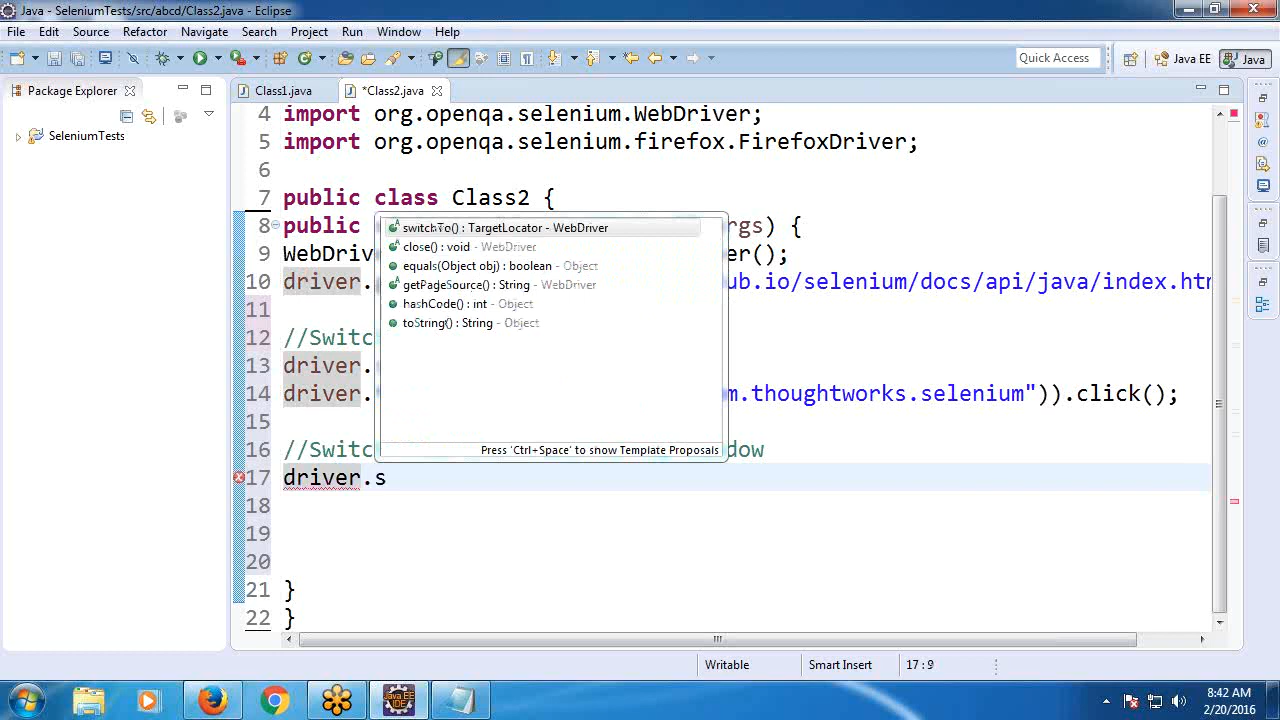 Java - SeleniumTests/src/abcd/Class2.java - Eclipse
File Edit Source Refactor Navigate Search Project Run Window Help
Quick Access Java EE Java
Package Explorer Class1.java *Class2.java
SeleniumTests
4 import org.openqa.selenium.WebDriver;
5 import org.openqa.selenium.firefox.FirefoxDriver;
6
7 public class Class2 {
8 public gs) {
9 WebDriv er();
10 driver. ub.io/selenium/docs/api/java/index.htm
11
12 //Switc
13 driver.
14 driver. m.thoughtworks.selenium")).click();
15
16 //Switc dow
17 driver.s
18
19
20
21 }
22 }
switchTo() : TargetLocator - WebDriver
close() : void - WebDriver
equals(Object obj) : boolean - Object
getPageSource() : String - WebDriver
hashCode() : int - Object
toString() : String - Object
Press 'Ctrl+Space' to show Template Proposals
Writable Smart Insert 17 : 9
Java EE
IDE
8:42 AM
2/20/2016